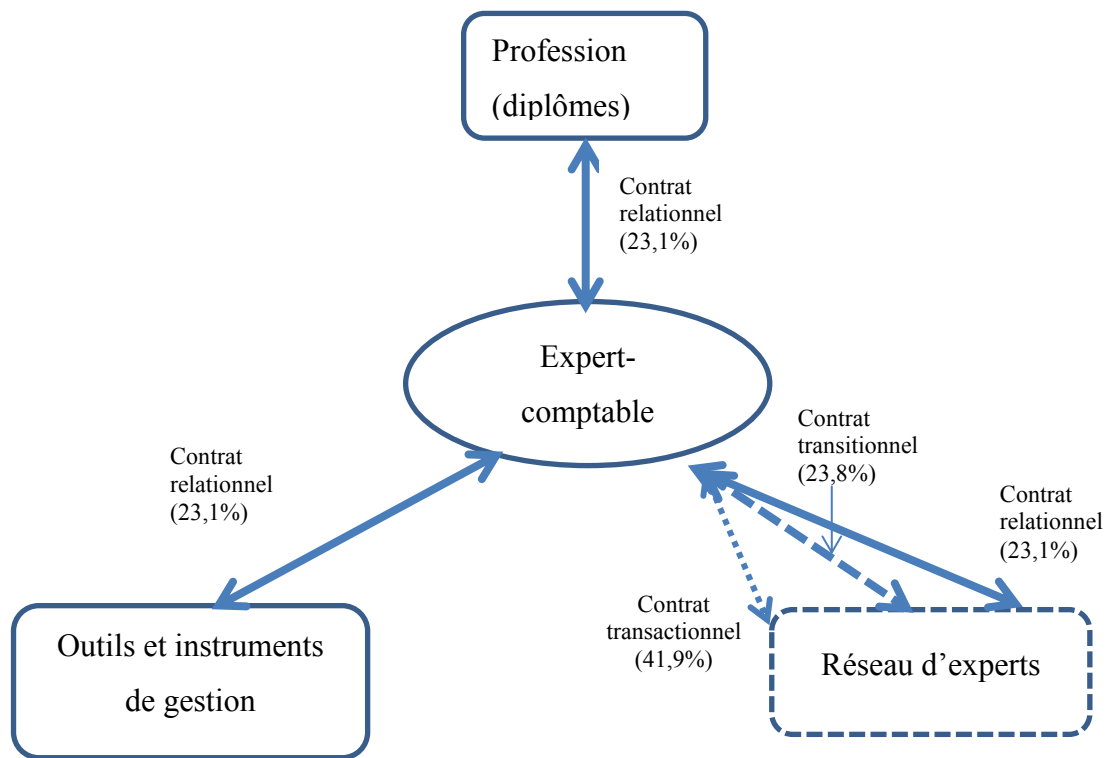 Profession
(diplômes)
Contrat
relationnel
(23,1%)
Expert-
comptable
Contrat
relationnel
(23,1%)
Contrat
transitionnel
(23,8%)
Contrat
relationnel
(23,1%)
Contrat
transactionnel
(41,9%)
Outils et instruments
de gestion
Réseau d’experts